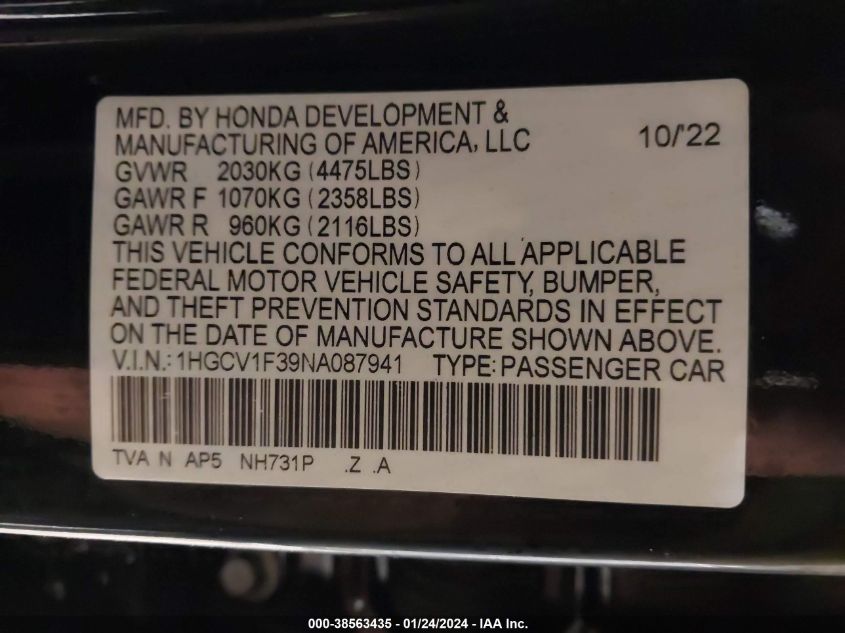 MFD. BY HONDA DEVELOPMENT &
MANUFACTURING OF AMERICA, LLC 10/'22
GVWR 2030KG (4475LBS)
GAWR F 1070KG (2358LBS)
GAWR R 960KG (2116LBS)
THIS VEHICLE CONFORMS TO ALL APPLICABLE
FEDERAL MOTOR VEHICLE SAFETY, BUMPER,
AND THEFT PREVENTION STANDARDS IN EFFECT
ON THE DATE OF MANUFACTURE SHOWN ABOVE.
V.I.N.: 1HGCV1F39NA087941 TYPE: PASSENGER CAR
TVA N AP5 NH731P .Z .A
000-38563435 - 01/24/2024 - IAA Inc.